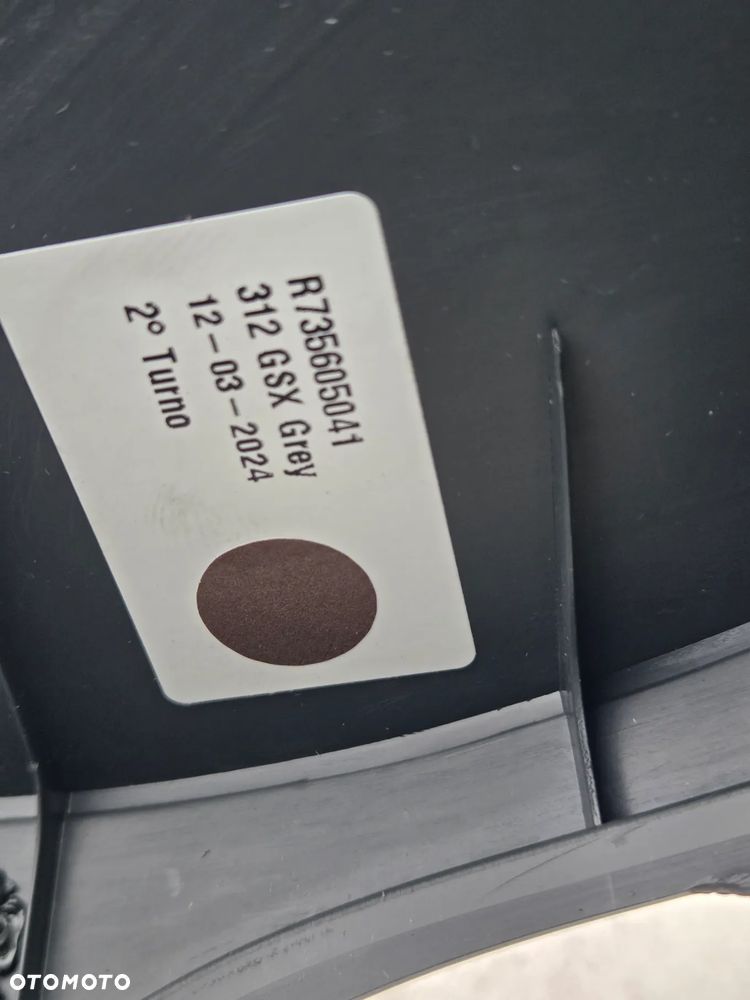 R735605041
312 GSX Grey
12-03-2024
2° Turno
OTOMOTO